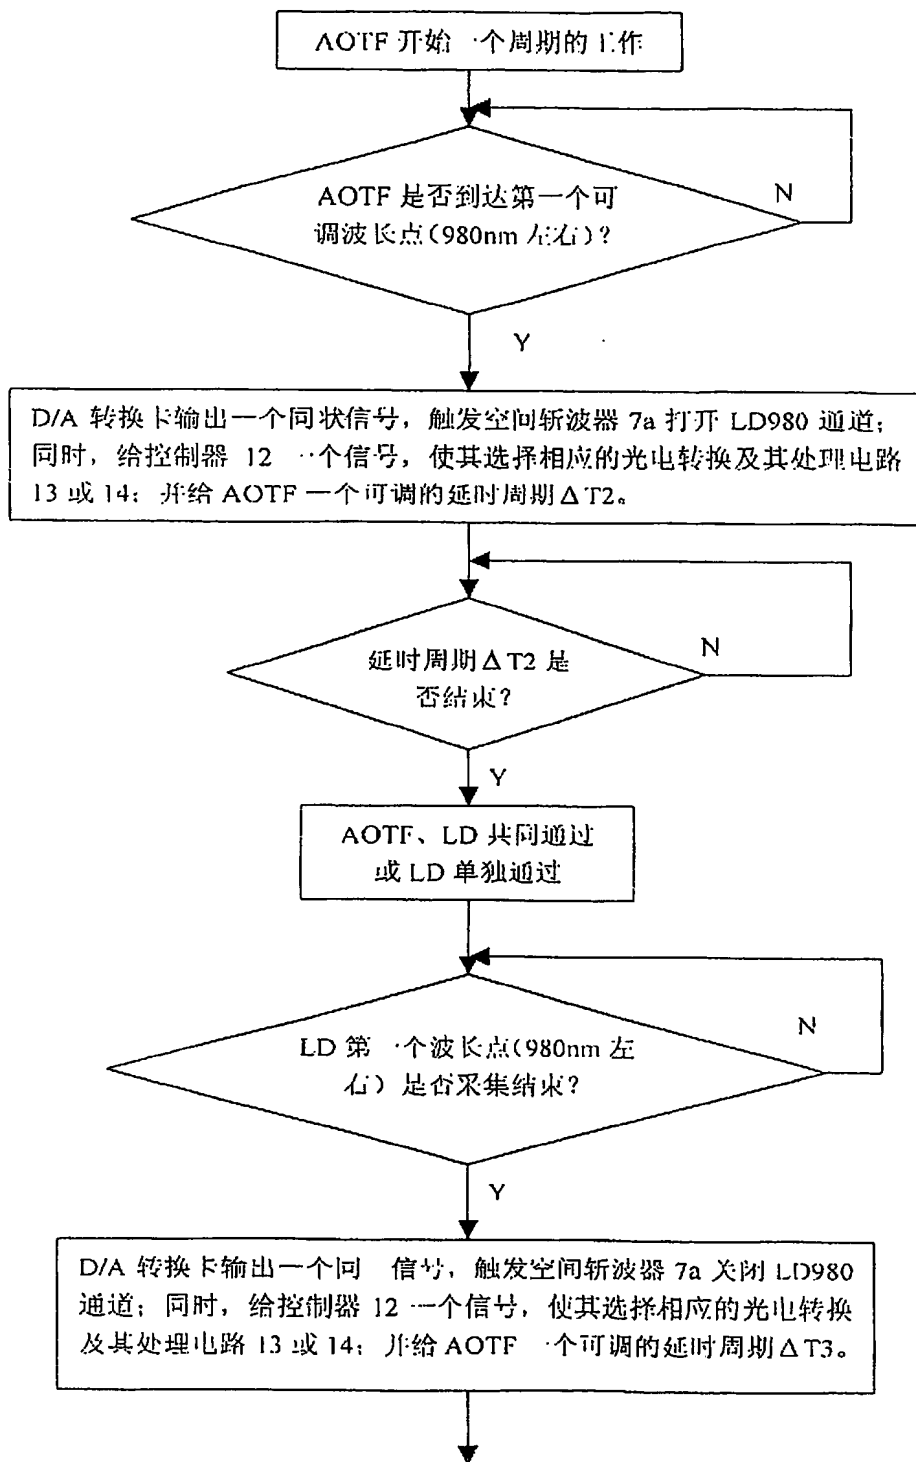 AOTF 开始一个周期的工作
AOTF 是否到达第一个可
调波长点(980nm 左右)?
N
Y
D/A 转换卡输出一个同状信号，触发空间斩波器 7a 打开 LD980 通道；
同时，给控制器 12 一个信号，使其选择相应的光电转换及其处理电路
13 或 14；并给 AOTF 一个可调的延时周期ΔT2。
延时周期ΔT2 是
否结束?
N
Y
AOTF、LD 共同通过
或 LD 单独通过
LD 第一个波长点(980nm 左
右) 是否采集结束?
N
Y
D/A 转换卡输出一个同 信号，触发空间斩波器 7a 关闭 LD980
通道；同时，给控制器 12 一个信号，使其选择相应的光电转换
及其处理电路 13 或 14；并给 AOTF 一个可调的延时周期ΔT3。